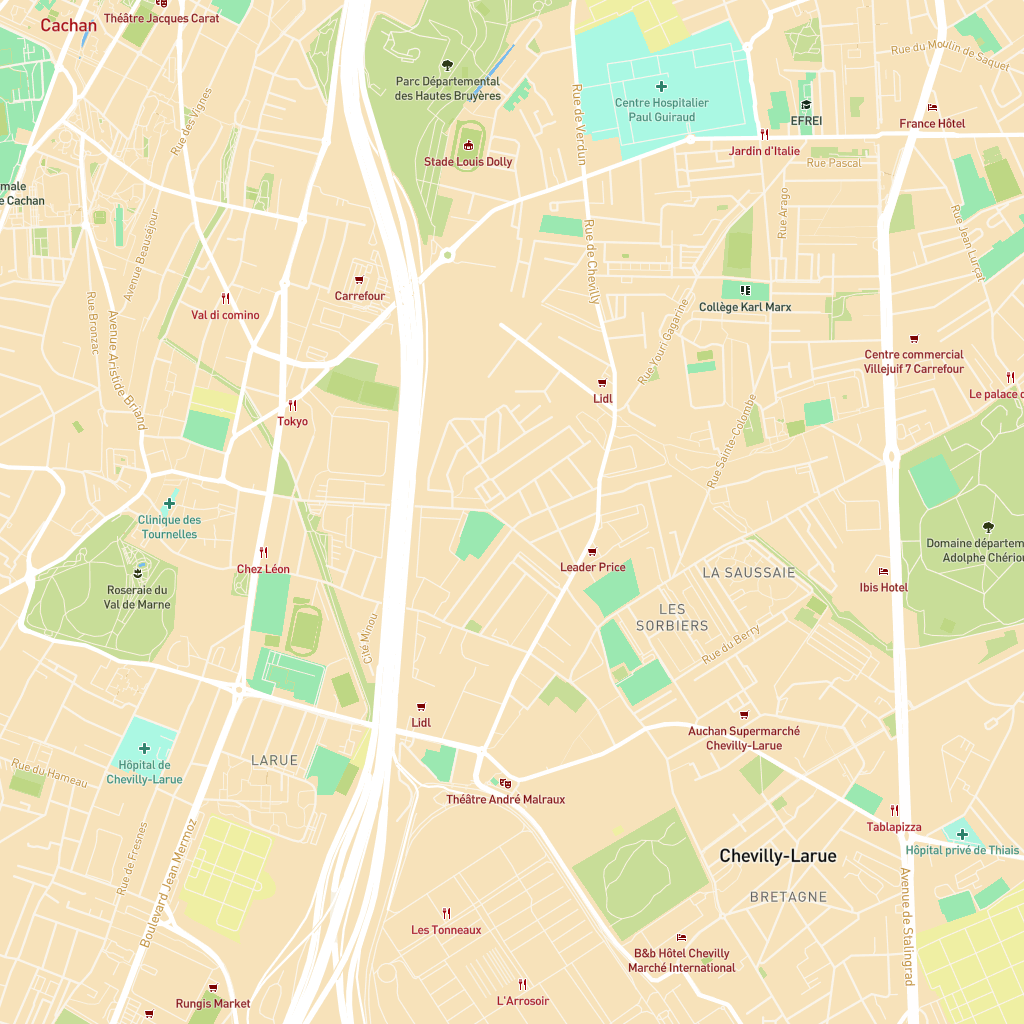 Théâtre Jacques Carat
Cachan
Rue du Moulin de Saquet
Parc Départemental
des Hautes Bruyères
Centre Hospitalier
Paul Guiraud
EFREI
France Hôtel
Rue des Vignes
Rue de Verdun
Stade Louis Dolly
Jardin d'Italie
Rue Pascal
male
e Cachan
Avenue Beauséjour
Rue Arago
Rue Jean Lurçat
Rue de Chevilly
Carrefour
Val di comino
Rue Bronzac
Avenue Aristide Briand
Collège Karl Marx
Rue Youri Gagarine
Centre commercial
Villejuif 7 Carrefour
Lidl
Le palace d
Tokyo
Rue Sainte-Colombe
Clinique des
Tournelles
Domaine départem
Adolphe Chériou
Chez Léon
Leader Price
LA SAUSSAIE
Ibis Hotel
Roseraie du
Val de Marne
LES
SORBIERS
Cité Minou
Rue du Berry
Lidl
Auchan Supermarché
Chevilly-Larue
LARUE
Hôpital de
Chevilly-Larue
Rue du Hameau
Théâtre André Malraux
Tablapizza
Hôpital privé de Thiais
Chevilly-Larue
Rue de Fresnes
Boulevard Jean Mermoz
BRETAGNE
Avenue de Stalingrad
Les Tonneaux
B&b Hôtel Chevilly
Marché International
Rungis Market
L'Arrosoir